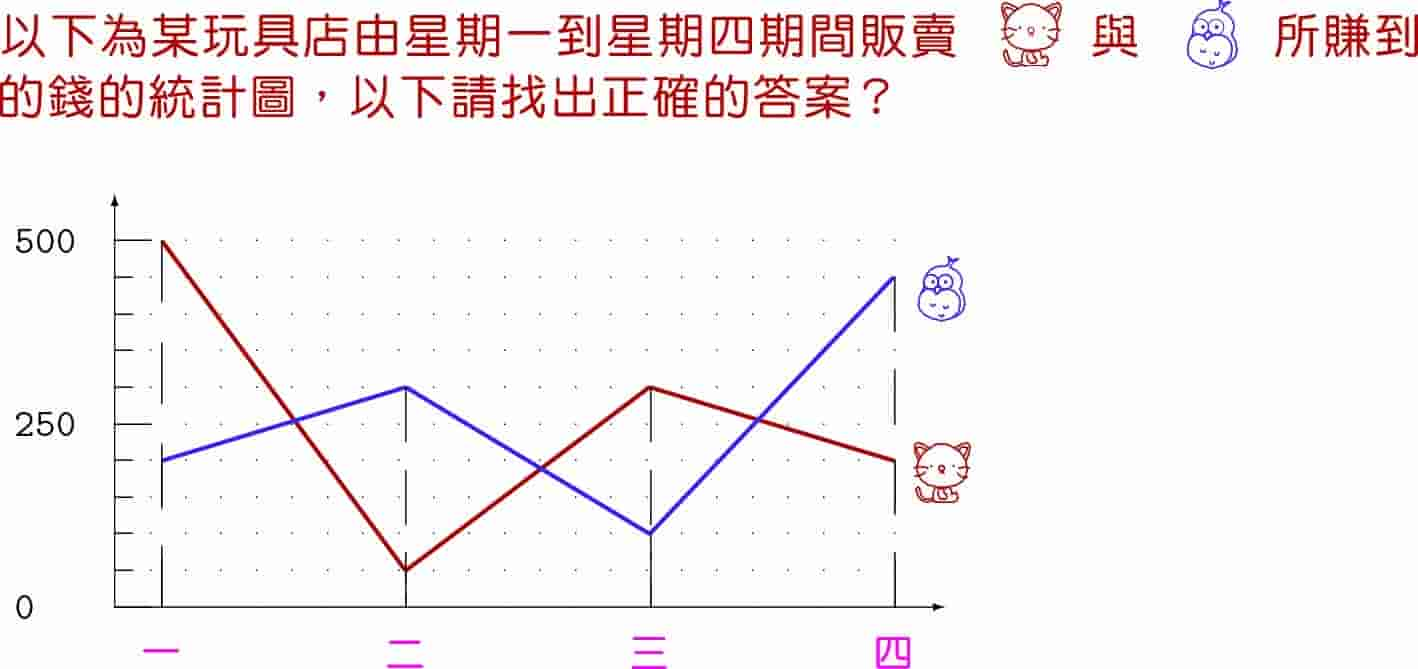 以下為某玩具店由星期一到星期四期間販賣 與 所賺到
的錢的統計圖，以下請找出正確的答案？
500
250
0
一 二 三 四